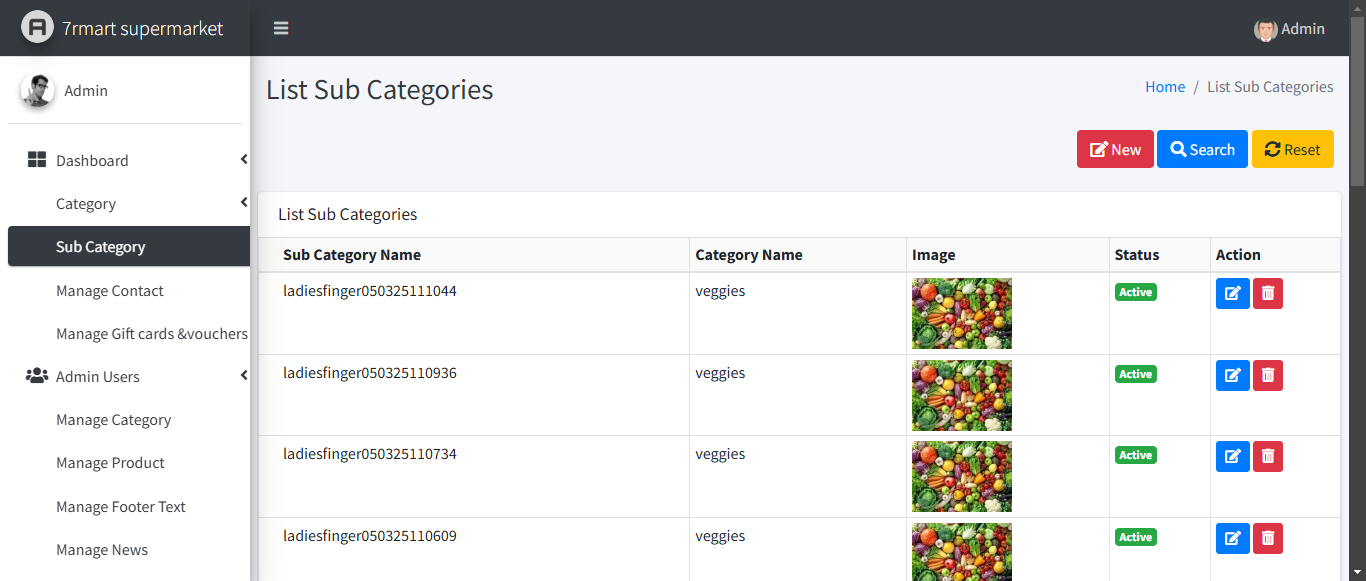 7rmart supermarket
Admin
Admin
List Sub Categories
Home / List Sub Categories
New Search Reset
Dashboard
Category
Sub Category
Manage Contact
Manage Gift cards &vouchers
Admin Users
Manage Category
Manage Product
Manage Footer Text
Manage News
List Sub Categories
Sub Category Name Category Name Image Status Action
ladiesfinger050325111044 veggies Active
ladiesfinger050325110936 veggies Active
ladiesfinger050325110734 veggies Active
ladiesfinger050325110609 veggies Active